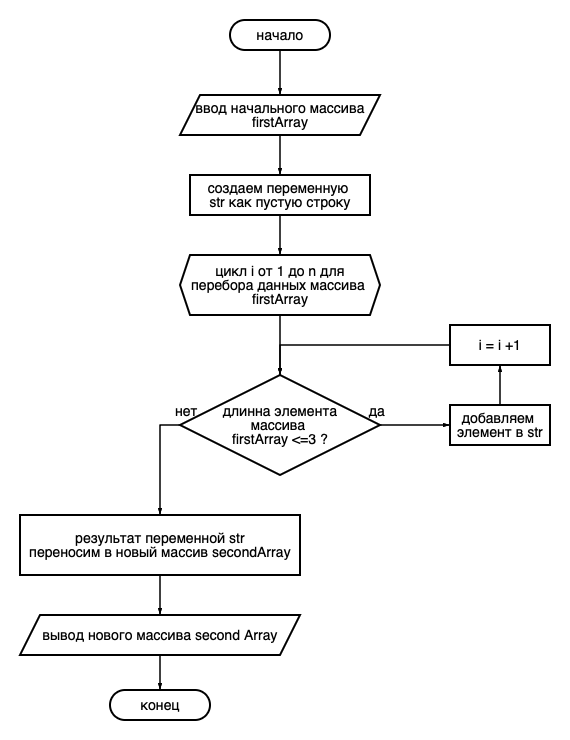 начало
ввод начального массива
firstArray
создаем переменную
str как пустую строку
цикл i от 1 до n для
перебора данных массива
firstArray
i = i +1
нет
длинна элемента
массива
firstArray <=3 ?
да
добавляем
элемент в str
результат переменной str
переносим в новый массив secondArray
вывод нового массива second Array
конец